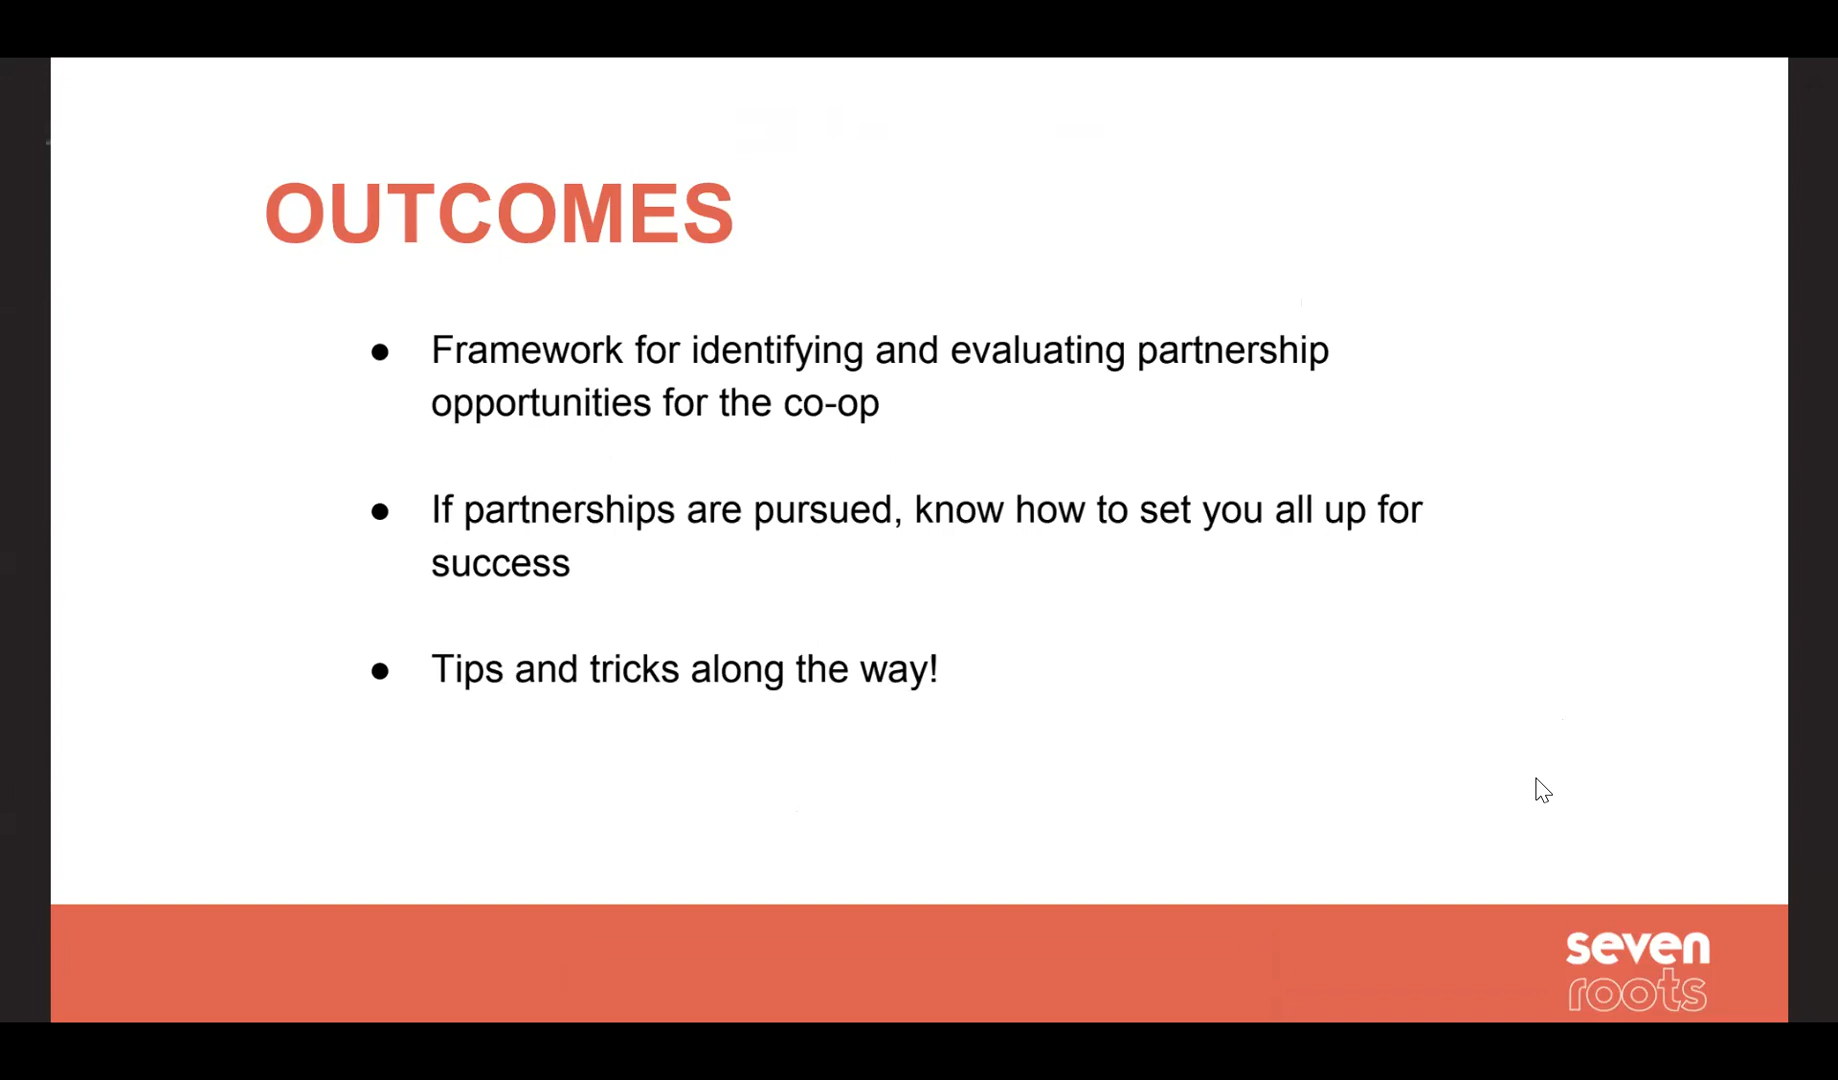 OUTCOMES
● Framework for identifying and evaluating partnership
opportunities for the co-op
● If partnerships are pursued, know how to set you all up for
success
● Tips and tricks along the way!
seven
roots